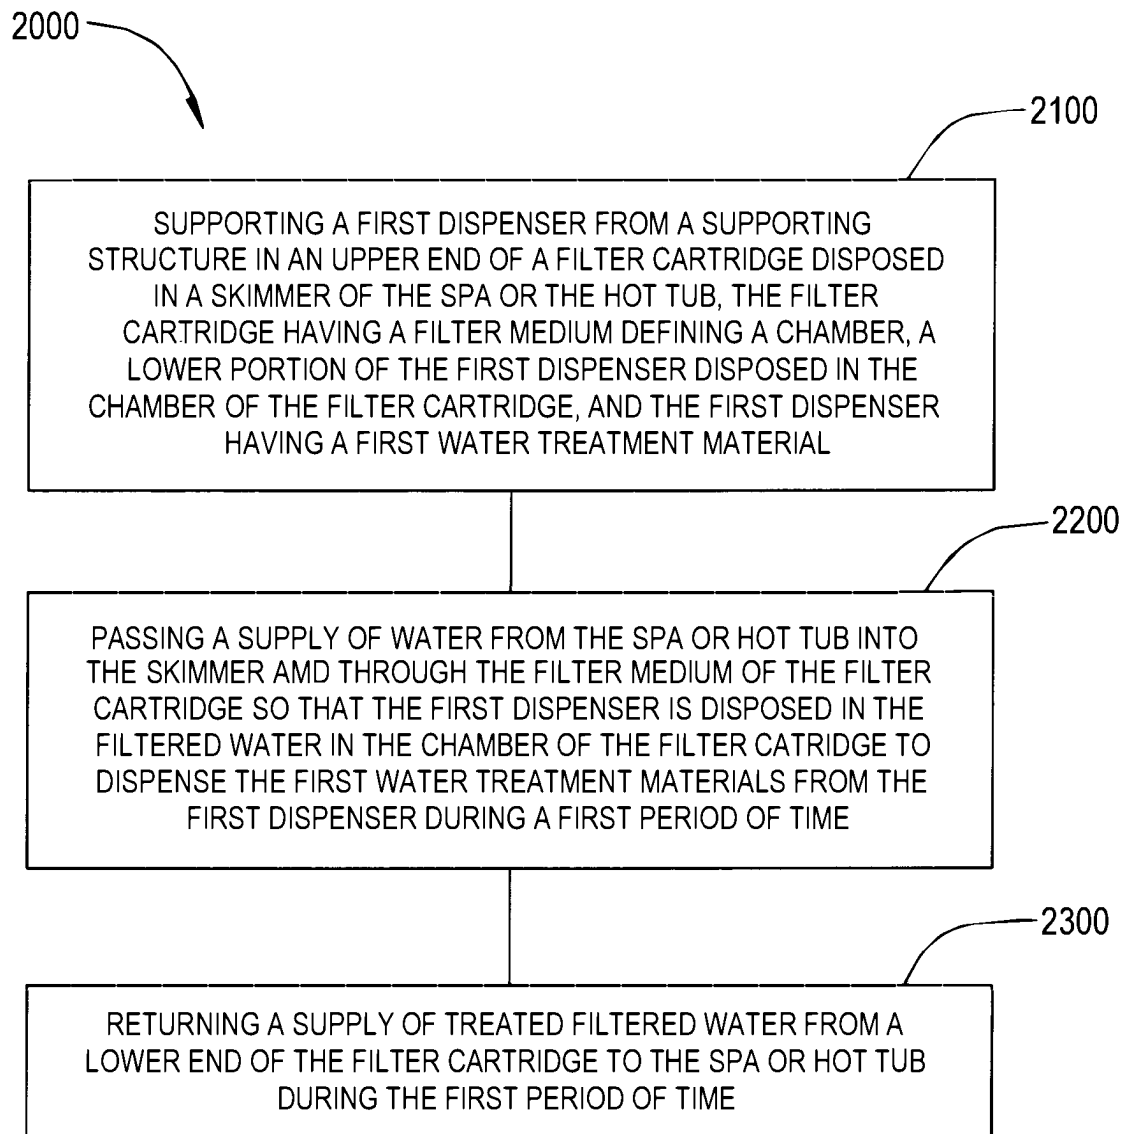 2000
2100
SUPPORTING A FIRST DISPENSER FROM A SUPPORTING
STRUCTURE IN AN UPPER END OF A FILTER CARTRIDGE DISPOSED
IN A SKIMMER OF THE SPA OR THE HOT TUB, THE FILTER
CARTRIDGE HAVING A FILTER MEDIUM DEFINING A CHAMBER, A
LOWER PORTION OF THE FIRST DISPENSER DISPOSED IN THE
CHAMBER OF THE FILTER CARTRIDGE, AND THE FIRST DISPENSER
HAVING A FIRST WATER TREATMENT MATERIAL
2200
PASSING A SUPPLY OF WATER FROM THE SPA OR HOT TUB INTO
THE SKIMMER AMD THROUGH THE FILTER MEDIUM OF THE FILTER
CARTRIDGE SO THAT THE FIRST DISPENSER IS DISPOSED IN THE
FILTERED WATER IN THE CHAMBER OF THE FILTER CATRIDGE TO
DISPENSE THE FIRST WATER TREATMENT MATERIALS FROM THE
FIRST DISPENSER DURING A FIRST PERIOD OF TIME
2300
RETURNING A SUPPLY OF TREATED FILTERED WATER FROM A
LOWER END OF THE FILTER CARTRIDGE TO THE SPA OR HOT TUB
DURING THE FIRST PERIOD OF TIME